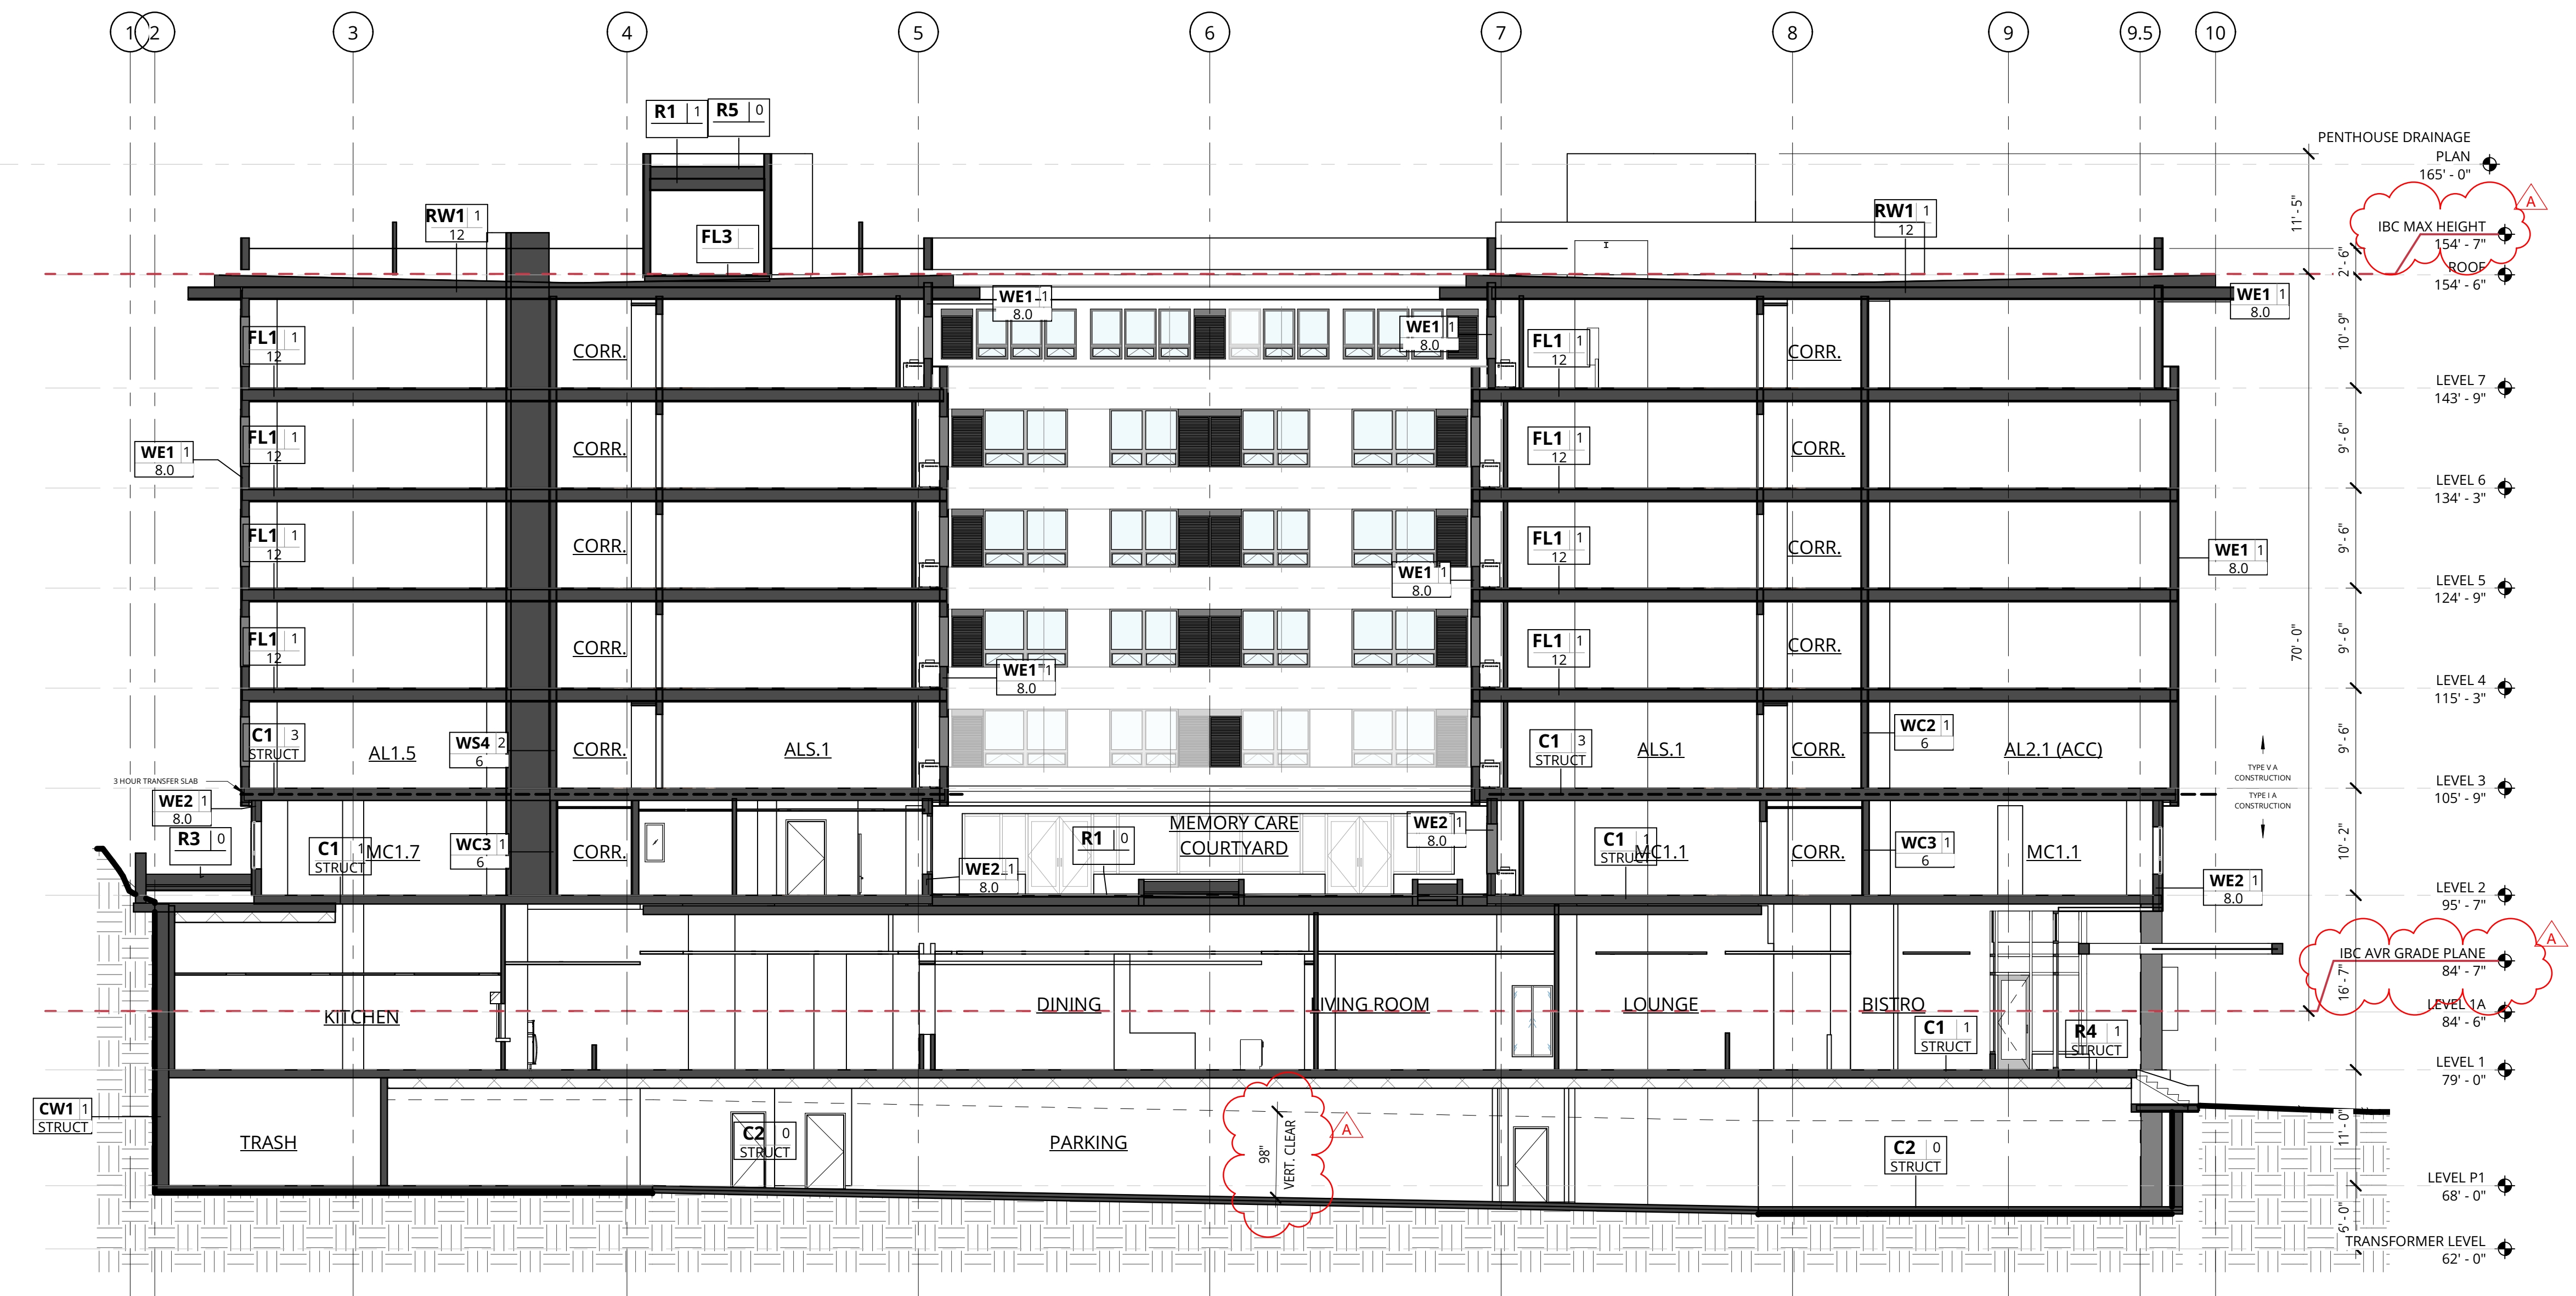 1 2 3 4 5 6 7 8 9 9.5 10
R1 1
R5 0
PENTHOUSE DRAINAGE
PLAN
165' - 0"
RW1 1
12
FL3
RW1 1
12
11' - 5"
IBC MAX HEIGHT
154' - 7"
A
ROOF
154' - 6"
2' - 6"
WE1 1
8.0
WE1 1
8.0
WE1 1
8.0
FL1 1
12
CORR.
FL1 1
12
CORR.
10' - 9"
LEVEL 7
143' - 9"
WE1 1
8.0
FL1 1
12
CORR.
FL1 1
12
CORR.
9' - 6"
LEVEL 6
134' - 3"
FL1 1
12
CORR.
WE1 1
8.0
FL1 1
12
CORR.
WE1 1
8.0
9' - 6"
LEVEL 5
124' - 9"
FL1 1
12
CORR.
WE1 1
8.0
FL1 1
12
CORR.
9' - 6"
70' - 0"
LEVEL 4
115' - 3"
C1 3
STRUCT
AL1.5
WS4 2
6
CORR.
ALS.1
C1 3
STRUCT
ALS.1
CORR.
WC2 1
6
AL2.1 (ACC)
9' - 6"
TYPE V A
CONSTRUCTION
TYPE I A
CONSTRUCTION
LEVEL 3
105' - 9"
3 HOUR TRANSFER SLAB
WE2 1
8.0
R3 0
C1 1
STRUCT
MC1.7
WC3 1
6
CORR.
WE2 1
8.0
R1 0
MEMORY CARE
COURTYARD
WE2 1
8.0
C1 1
STRUCT
MC1.1
CORR.
WC3 1
6
MC1.1
WE2 1
8.0
10' - 2"
LEVEL 2
95' - 7"
IBC AVR GRADE PLANE
84' - 7"
A
LEVEL 1A
84' - 6"
16' - 7"
KITCHEN
DINING
LIVING ROOM
LOUNGE
BISTRO
C1 1
STRUCT
R4 1
STRUCT
LEVEL 1
79' - 0"
CW1 1
STRUCT
TRASH
C2 0
STRUCT
PARKING
98"
VERT. CLEAR
A
C2 0
STRUCT
11' - 0"
LEVEL P1
68' - 0"
6' - 0"
TRANSFORMER LEVEL
62' - 0"